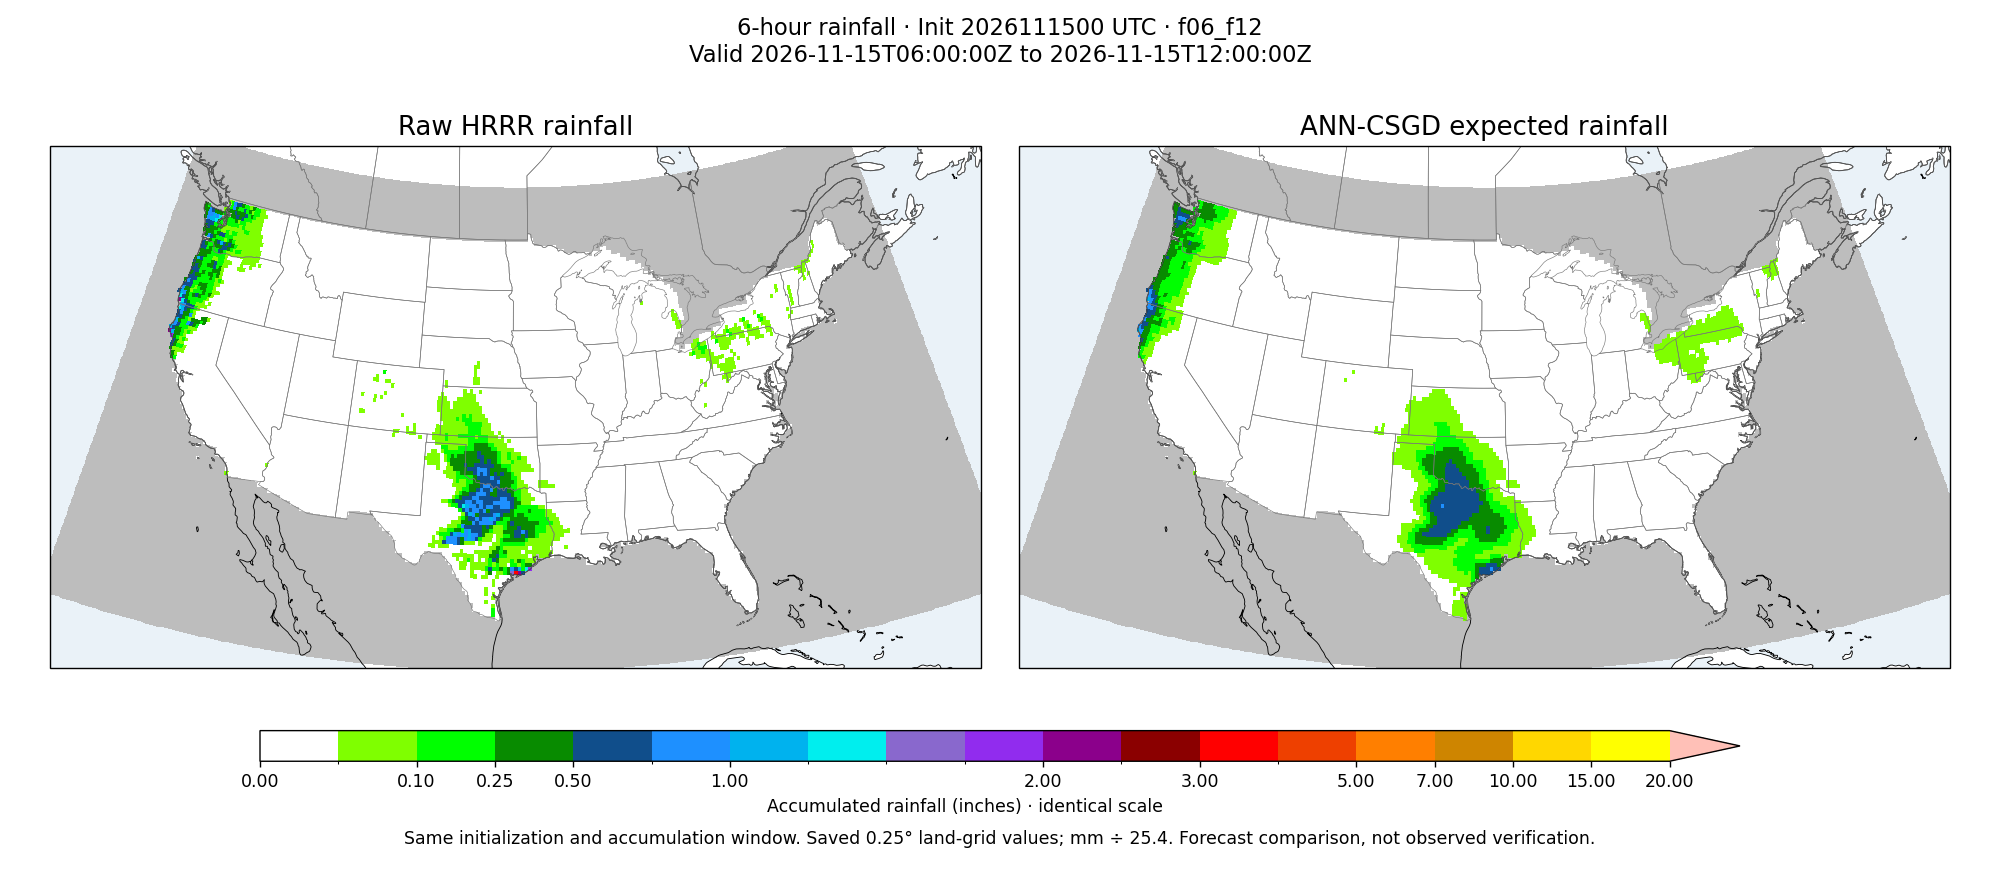 6-hour rainfall · Init 2026111500 UTC · f06_f12
Valid 2026-11-15T06:00:00Z to 2026-11-15T12:00:00Z
Raw HRRR rainfall
ANN-CSGD expected rainfall
0.00 0.10 0.25 0.50 1.00 2.00 3.00 5.00 7.00 10.00 15.00 20.00
Accumulated rainfall (inches) · identical scale
Same initialization and accumulation window. Saved 0.25° land-grid values; mm ÷ 25.4. Forecast comparison, not observed verification.